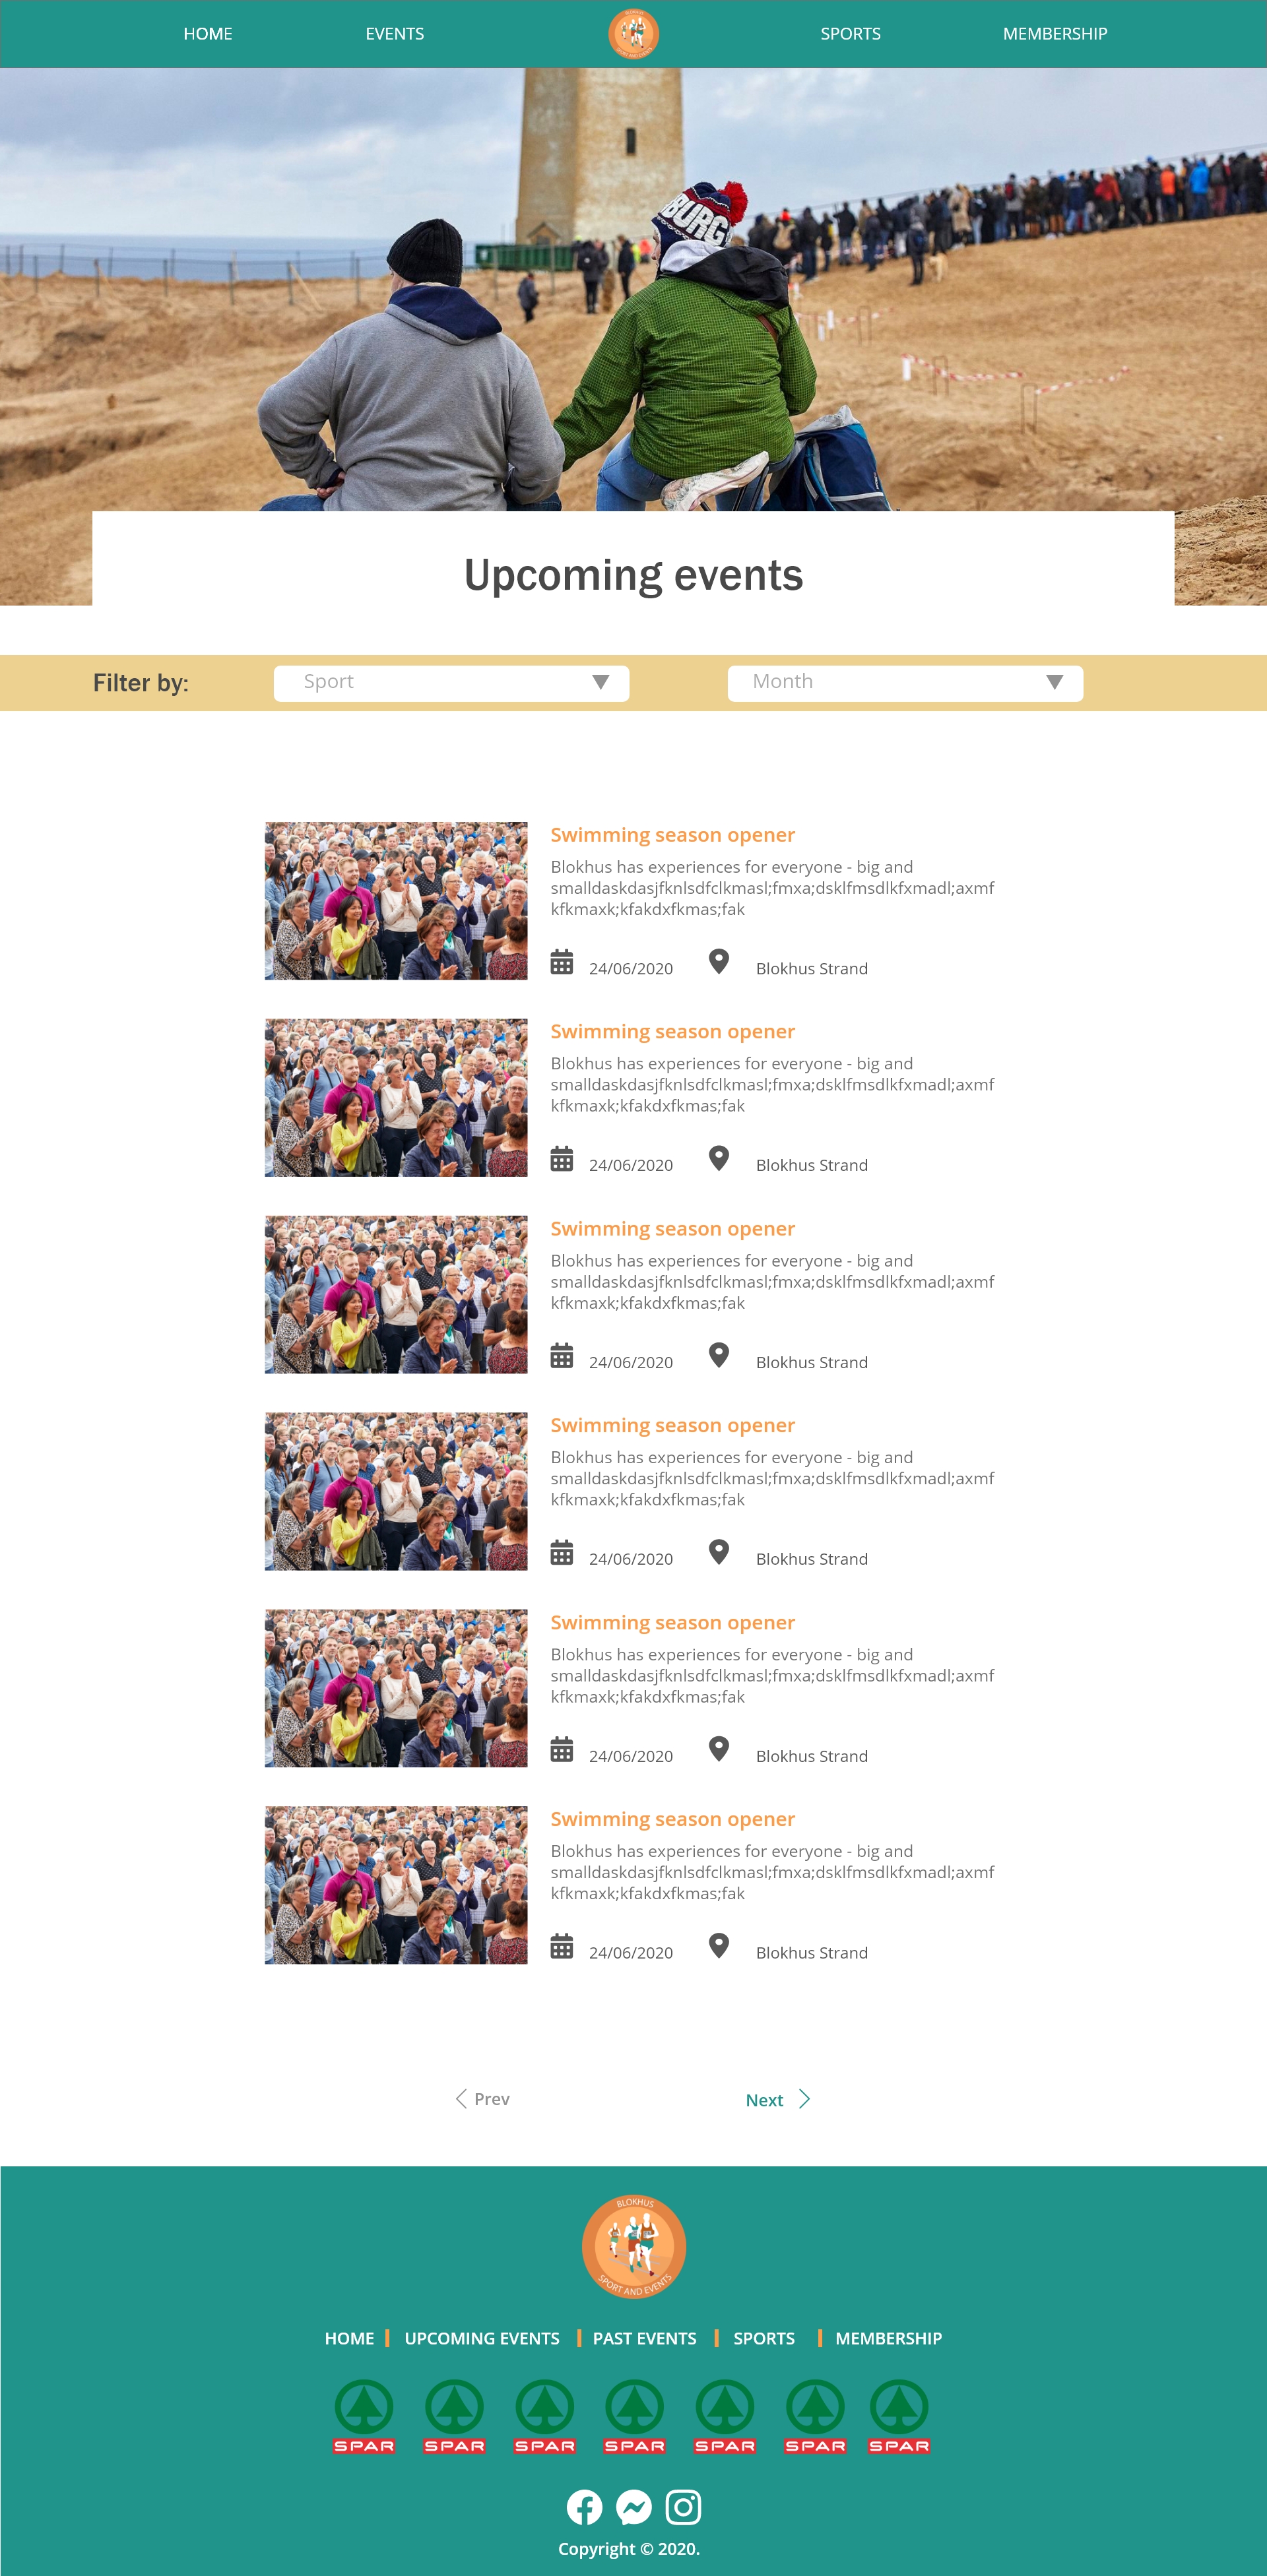 HOME EVENTS SPORTS MEMBERSHIP
BURG
Upcoming events
Filter by: Sport Month
Swimming season opener
Blokhus has experiences for everyone - big and
smalldaskdasjfknlsdfclkmasl;fmxa;dsklfmsdlkfxmadl;axmf
kfkmaxk;kfakdxfkmas;fak
24/06/2020 Blokhus Strand
Swimming season opener
Blokhus has experiences for everyone - big and
smalldaskdasjfknlsdfclkmasl;fmxa;dsklfmsdlkfxmadl;axmf
kfkmaxk;kfakdxfkmas;fak
24/06/2020 Blokhus Strand
Swimming season opener
Blokhus has experiences for everyone - big and
smalldaskdasjfknlsdfclkmasl;fmxa;dsklfmsdlkfxmadl;axmf
kfkmaxk;kfakdxfkmas;fak
24/06/2020 Blokhus Strand
Swimming season opener
Blokhus has experiences for everyone - big and
smalldaskdasjfknlsdfclkmasl;fmxa;dsklfmsdlkfxmadl;axmf
kfkmaxk;kfakdxfkmas;fak
24/06/2020 Blokhus Strand
Swimming season opener
Blokhus has experiences for everyone - big and
smalldaskdasjfknlsdfclkmasl;fmxa;dsklfmsdlkfxmadl;axmf
kfkmaxk;kfakdxfkmas;fak
24/06/2020 Blokhus Strand
Swimming season opener
Blokhus has experiences for everyone - big and
smalldaskdasjfknlsdfclkmasl;fmxa;dsklfmsdlkfxmadl;axmf
kfkmaxk;kfakdxfkmas;fak
24/06/2020 Blokhus Strand
Prev Next
BLOKHUS
SPORT AND EVENTS
HOME UPCOMING EVENTS PAST EVENTS SPORTS MEMBERSHIP
SPAR SPAR SPAR SPAR SPAR SPAR SPAR
Copyright © 2020.